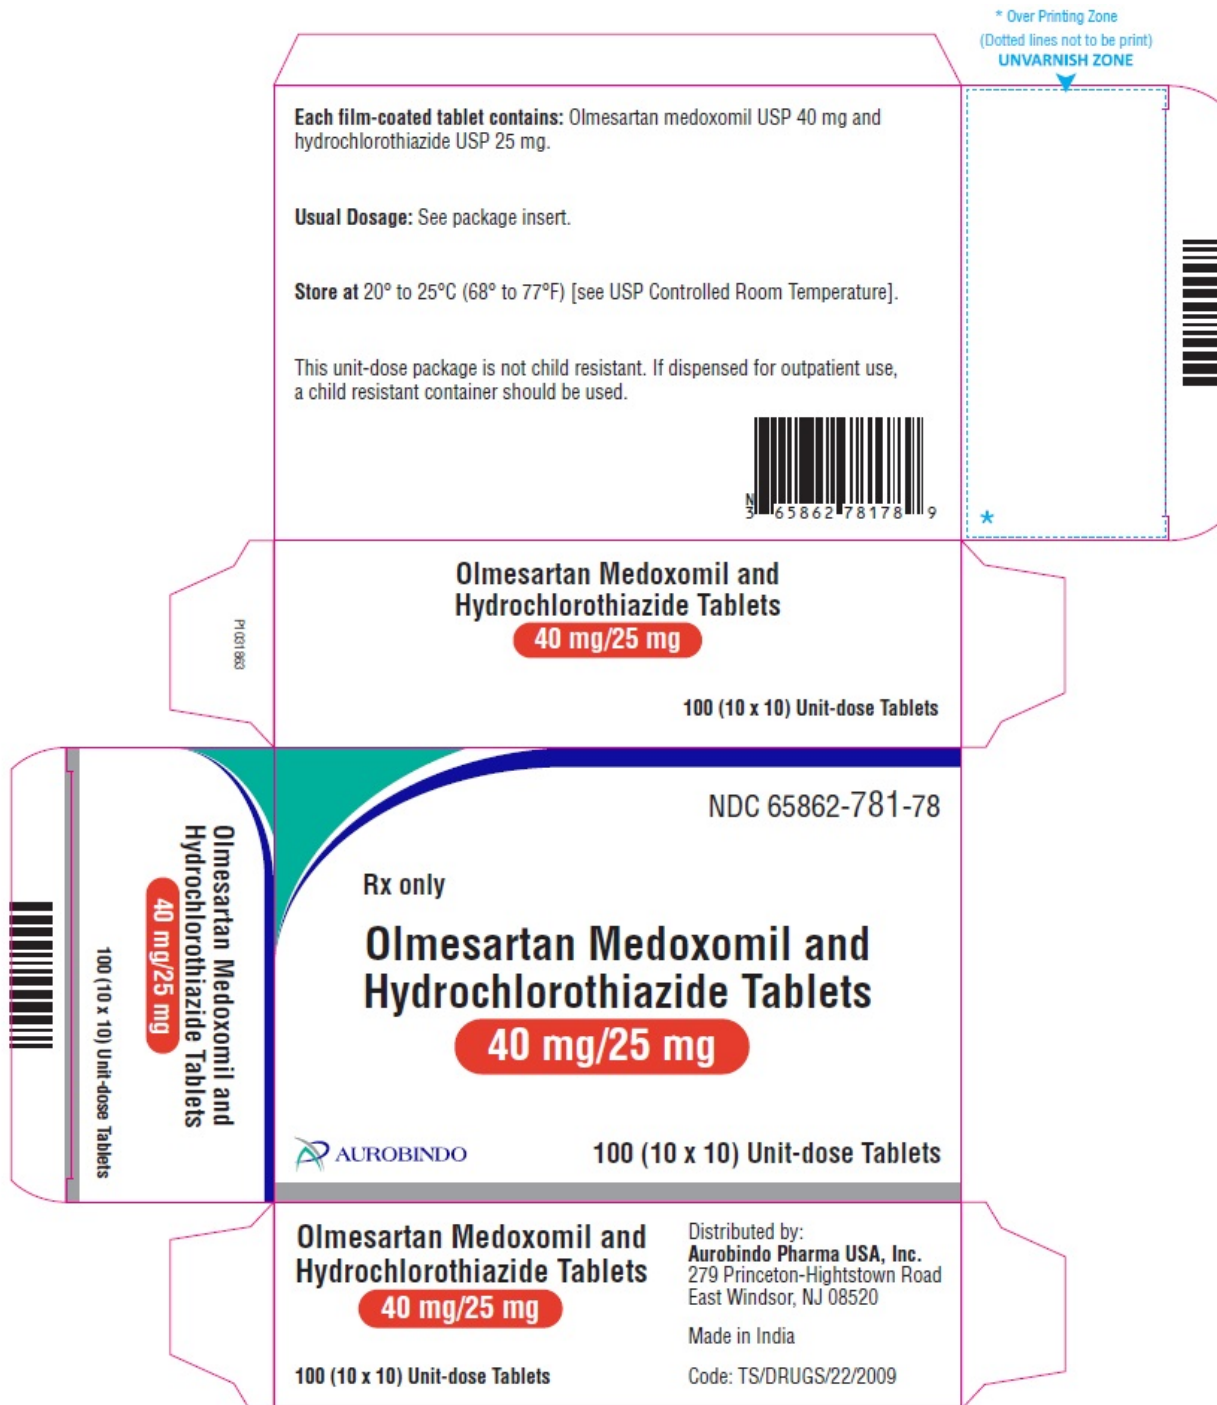 * Over Printing Zone
(Dotted lines not to be print)
UNVARNISH ZONE
Each film-coated tablet contains: Olmesartan medoxomil USP 40 mg and
hydrochlorothiazide USP 25 mg.
Usual Dosage: See package insert.
Store at 20° to 25°C (68° to 77°F) [see USP Controlled Room Temperature].
This unit-dose package is not child resistant. If dispensed for outpatient use,
a child resistant container should be used.
N
3 65862 78178 9
*
Olmesartan Medoxomil and
Hydrochlorothiazide Tablets
40 mg/25 mg
100 (10 x 10) Unit-dose Tablets
P1031863
NDC 65862-781-78
Rx only
Olmesartan Medoxomil and
Hydrochlorothiazide Tablets
40 mg/25 mg
AUROBINDO
100 (10 x 10) Unit-dose Tablets
Olmesartan Medoxomil and
Hydrochlorothiazide Tablets
40 mg/25 mg
100 (10 x 10) Unit-dose Tablets
Olmesartan Medoxomil and
Hydrochlorothiazide Tablets
40 mg/25 mg
100 (10 x 10) Unit-dose Tablets
Distributed by:
Aurobindo Pharma USA, Inc.
279 Princeton-Hightstown Road
East Windsor, NJ 08520
Made in India
Code: TS/DRUGS/22/2009